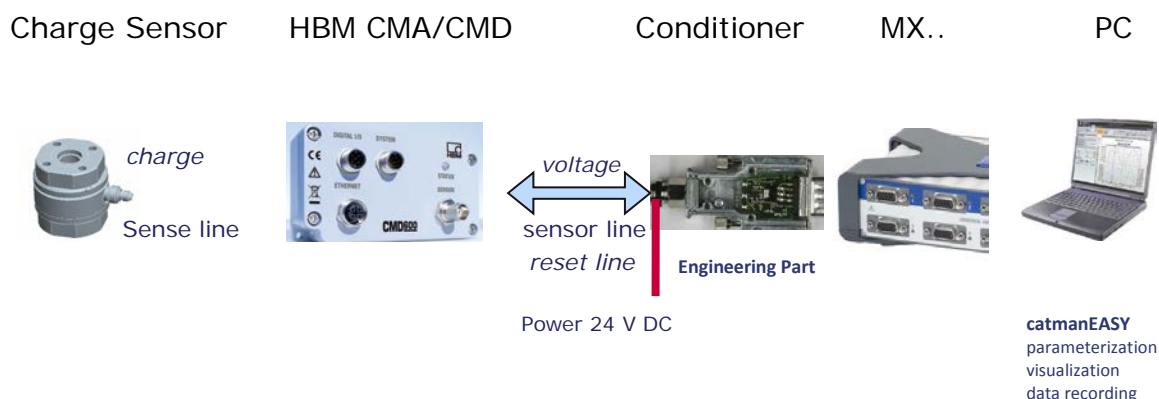 Charge Sensor HBM CMA/CMD Conditioner MX.. PC
charge
Sense line
DIGITAL I/O SYSTEM
HBM
STATUS
ETHERNET
SENSOR
CMD600
voltage
sensor line
reset line
Engineering Part
Power 24 V DC
catmanEASY
parameterization
visualization
data recording